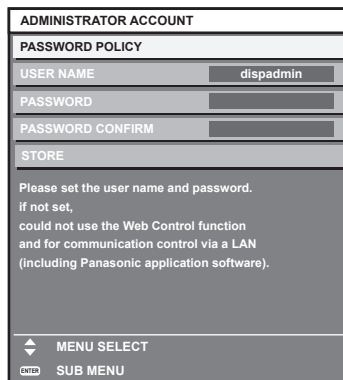 ADMINISTRATOR ACCOUNT
PASSWORD POLICY
USER NAME dispadmin
PASSWORD
PASSWORD CONFIRM
STORE
Please set the user name and password.
if not set,
could not use the Web Control function
and for communication control via a LAN
(including Panasonic application software).
MENU SELECT
ENTER SUB MENU